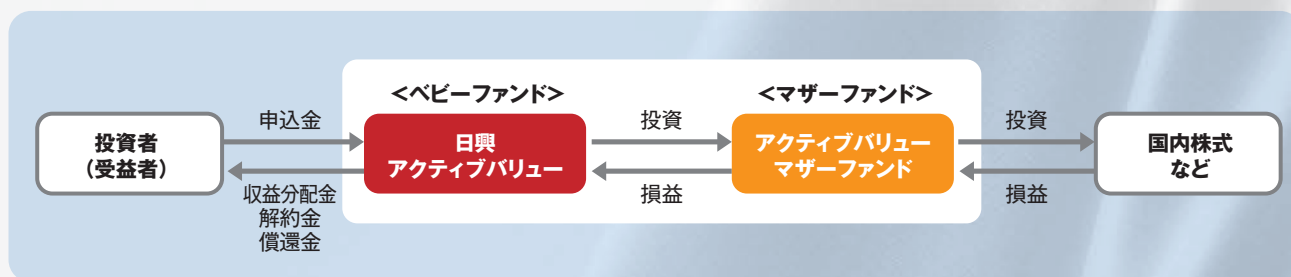 <ベビーファンド>
<マザーファンド>
投資者
(受益者)
申込金
収益分配金
解約金
償還金
日興
アクティブバリュー
投資
損益
アクティブバリュー
マザーファンド
投資
損益
国内株式
など